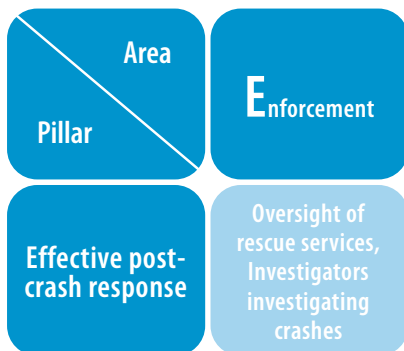 Area
Pillar
Enforcement
Effective post-
crash response
Oversight of
rescue services,
Investigators
investigating
crashes